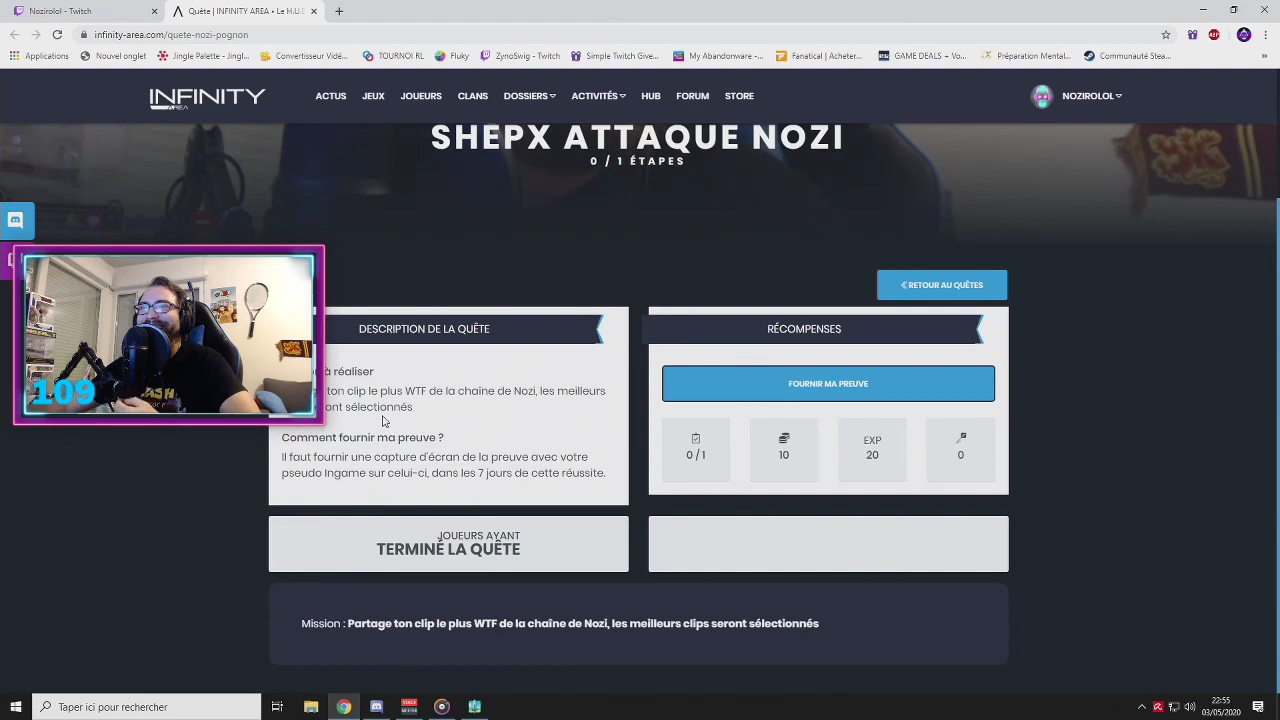 Nozirolol - Twitch
Quête | INFINITY AREA • Le H.U.
infinity-area.com/quete-nozi-pognon
Applications
Nouvel onglet
Jingle Palette - Jingl...
Convertisseur Vidé...
TOURNOI RL
Fluky
ZynoSwig - Twitch
Simple Twitch Give...
My Abandonware -...
Fanatical | Acheter...
GAME DEALS + Vo...
Préparation Mental...
Communauté Stea...
INFINITY
AREA
ACTUS
JEUX
JOUEURS
CLANS
DOSSIERS
ACTIVITÉS
HUB
FORUM
STORE
NOZIROLOL
SHEPX ATTAQUE NOZI
0 / 1 ÉTAPES
RETOUR AU QUÊTES
DESCRIPTION DE LA QUÊTE
à réaliser
ton clip le plus WTF de la chaîne de Nozi, les meilleurs
ont sélectionnés
Comment fournir ma preuve ?
Il faut fournir une capture d'écran de la preuve avec votre
pseudo Ingame sur celui-ci, dans les 7 jours de cette réussite.
RÉCOMPENSES
FOURNIR MA PREUVE
0 / 1
10
EXP
20
0
109
JOUEURS AYANT
TERMINÉ LA QUÊTE
Mission : Partage ton clip le plus WTF de la chaîne de Nozi, les meilleurs clips seront sélectionnés
Taper ici pour rechercher
22:55
03/05/2020